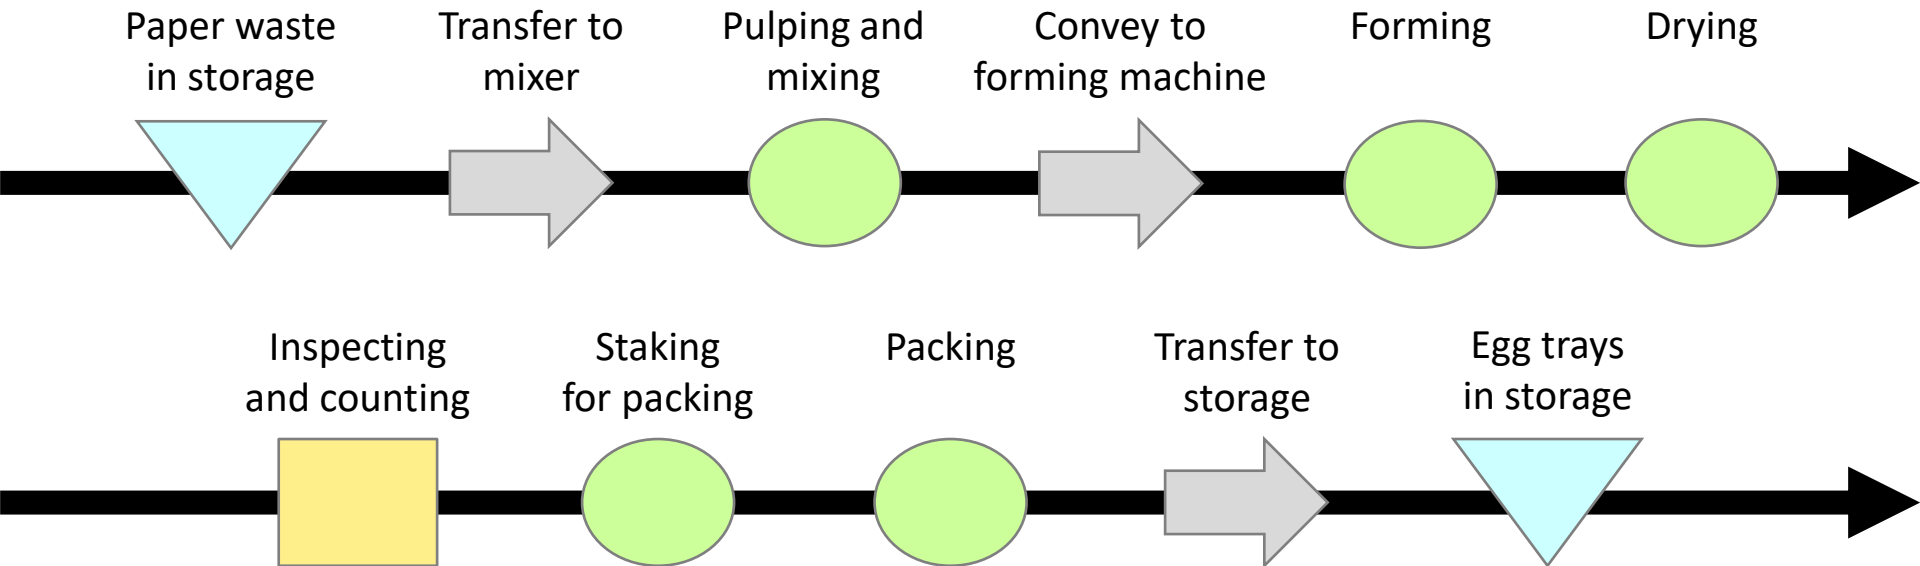 Paper waste
in storage
Transfer to
mixer
Pulping and
mixing
Convey to
forming machine
Forming
Drying
Inspecting
and counting
Staking
for packing
Packing
Transfer to
storage
Egg trays
in storage